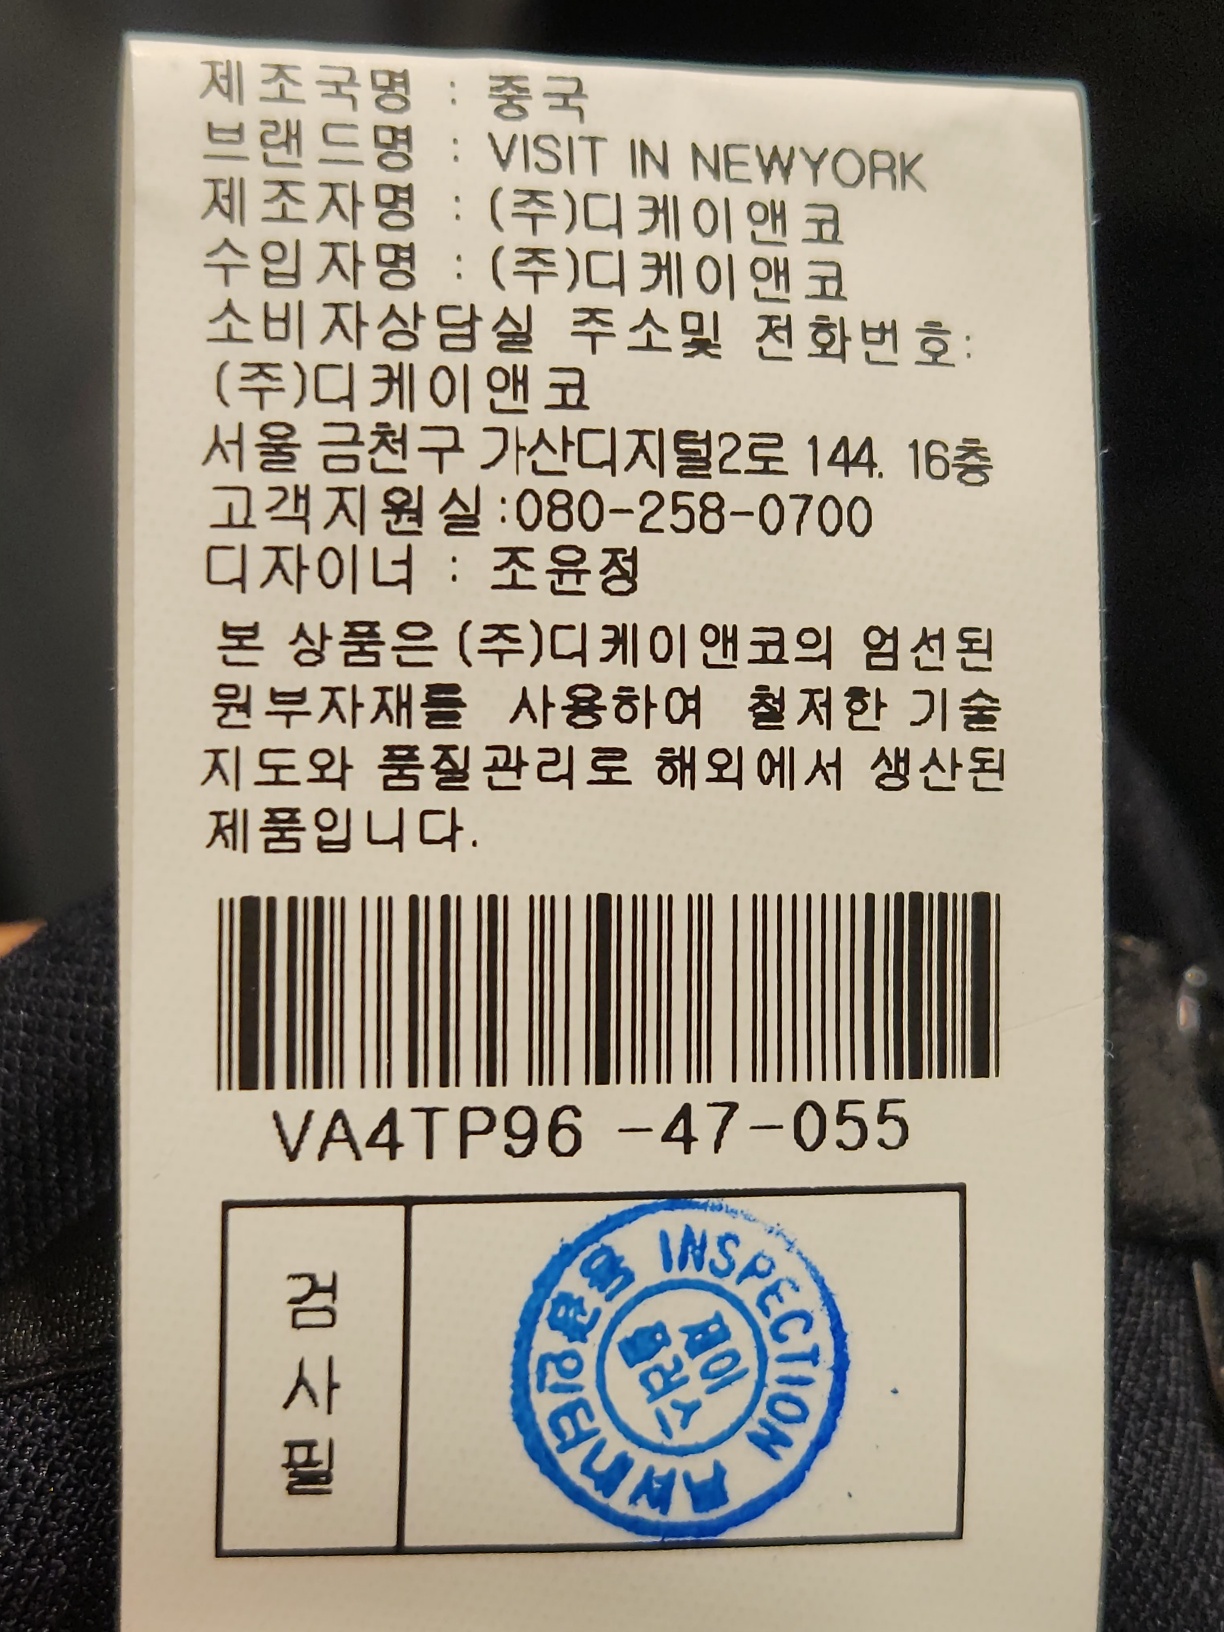 제조국명 : 중국
브랜드명 : VISIT IN NEWYORK
제조자명 : (주)디케이앤코
수입자명 : (주)디케이앤코
소비자상담실 주소및 전화번호:
(주)디케이앤코
서울 금천구 가산디지털2로 144. 16층
고객지원실:080-258-0700
디자이너 : 조윤정
본 상품은 (주)디케이앤코의 엄선된
원부자재를 사용하여 철저한 기술
지도와 품질관리로 해외에서 생산된
제품입니다.
VA4TP96 -47-055
검
사
필
INSPECTION
제이
플러스